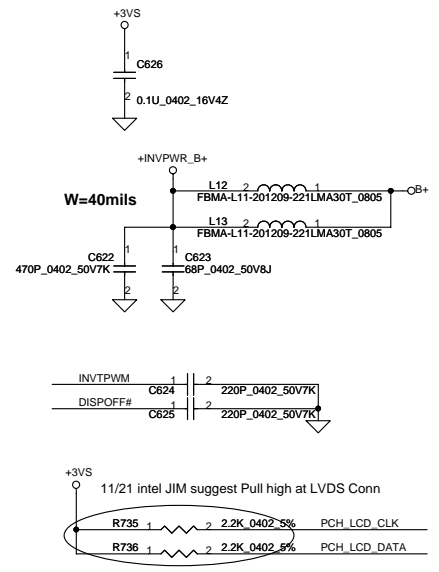 +3VS
1
C626
2
0.1U_0402_16V4Z
+INVPWR_B+
W=40mils
L12 2 1 B+
FBMA-L11-201209-221LMA30T_0805
L13 2 1
FBMA-L11-201209-221LMA30T_0805
1 1
C622 C623
470P_0402_50V7K 68P_0402_50V8J
2 2
INVTPWM
C624 1 2 220P_0402_50V7K
DISPOFF#
C625 1 2 220P_0402_50V7K
+3VS
11/21 intel JIM suggest Pull high at LVDS Conn
R735 1 2 2.2K_0402_5% PCH_LCD_CLK
R736 1 2 2.2K_0402_5% PCH_LCD_DATA